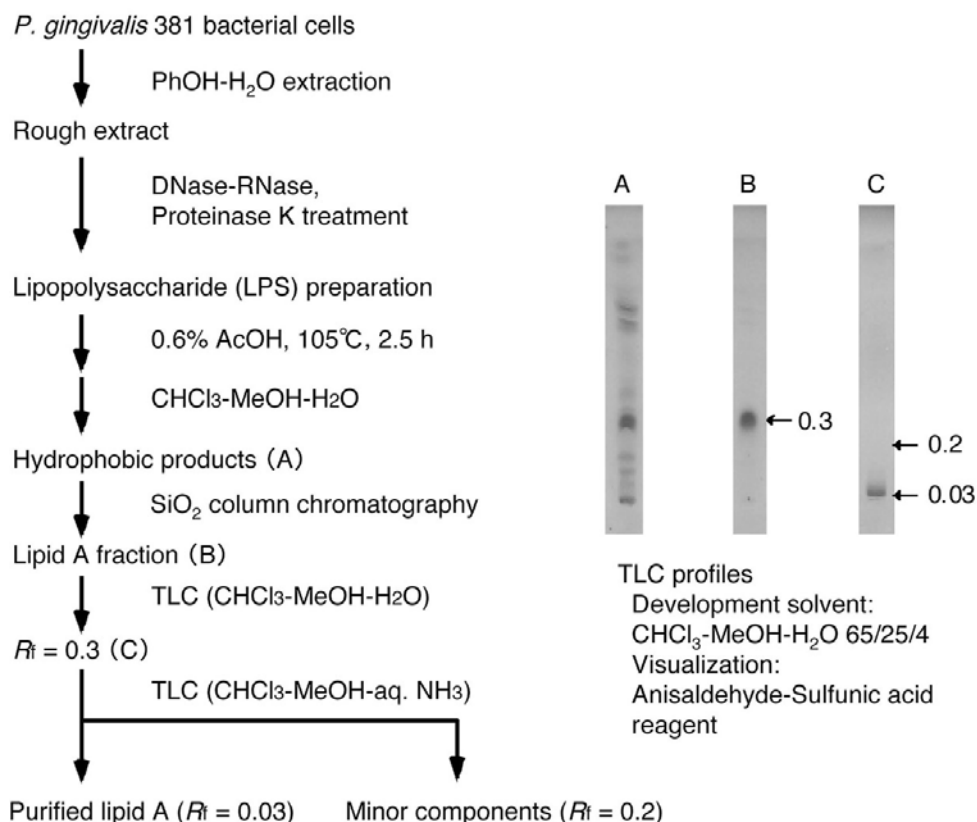 P. gingivalis 381 bacterial cells
PhOH-H₂O extraction
Rough extract
DNase-RNase,
Proteinase K treatment
Lipopolysaccharide (LPS) preparation
0.6% AcOH, 105℃, 2.5 h
CHCl3-MeOH-H2O
Hydrophobic products (A)
SiO₂ column chromatography
Lipid A fraction (B)
TLC (CHCl3-MeOH-H2O)
Rf = 0.3 (C)
TLC (CHCl3-MeOH-aq. NH3)
Purified lipid A (Rf = 0.03)
Minor components (Rf = 0.2)
A
B
C
0.3
0.2
0.03
TLC profiles
Development solvent:
CHCl₃-MeOH-H₂O 65/25/4
Visualization:
Anisaldehyde-Sulfunic acid
reagent